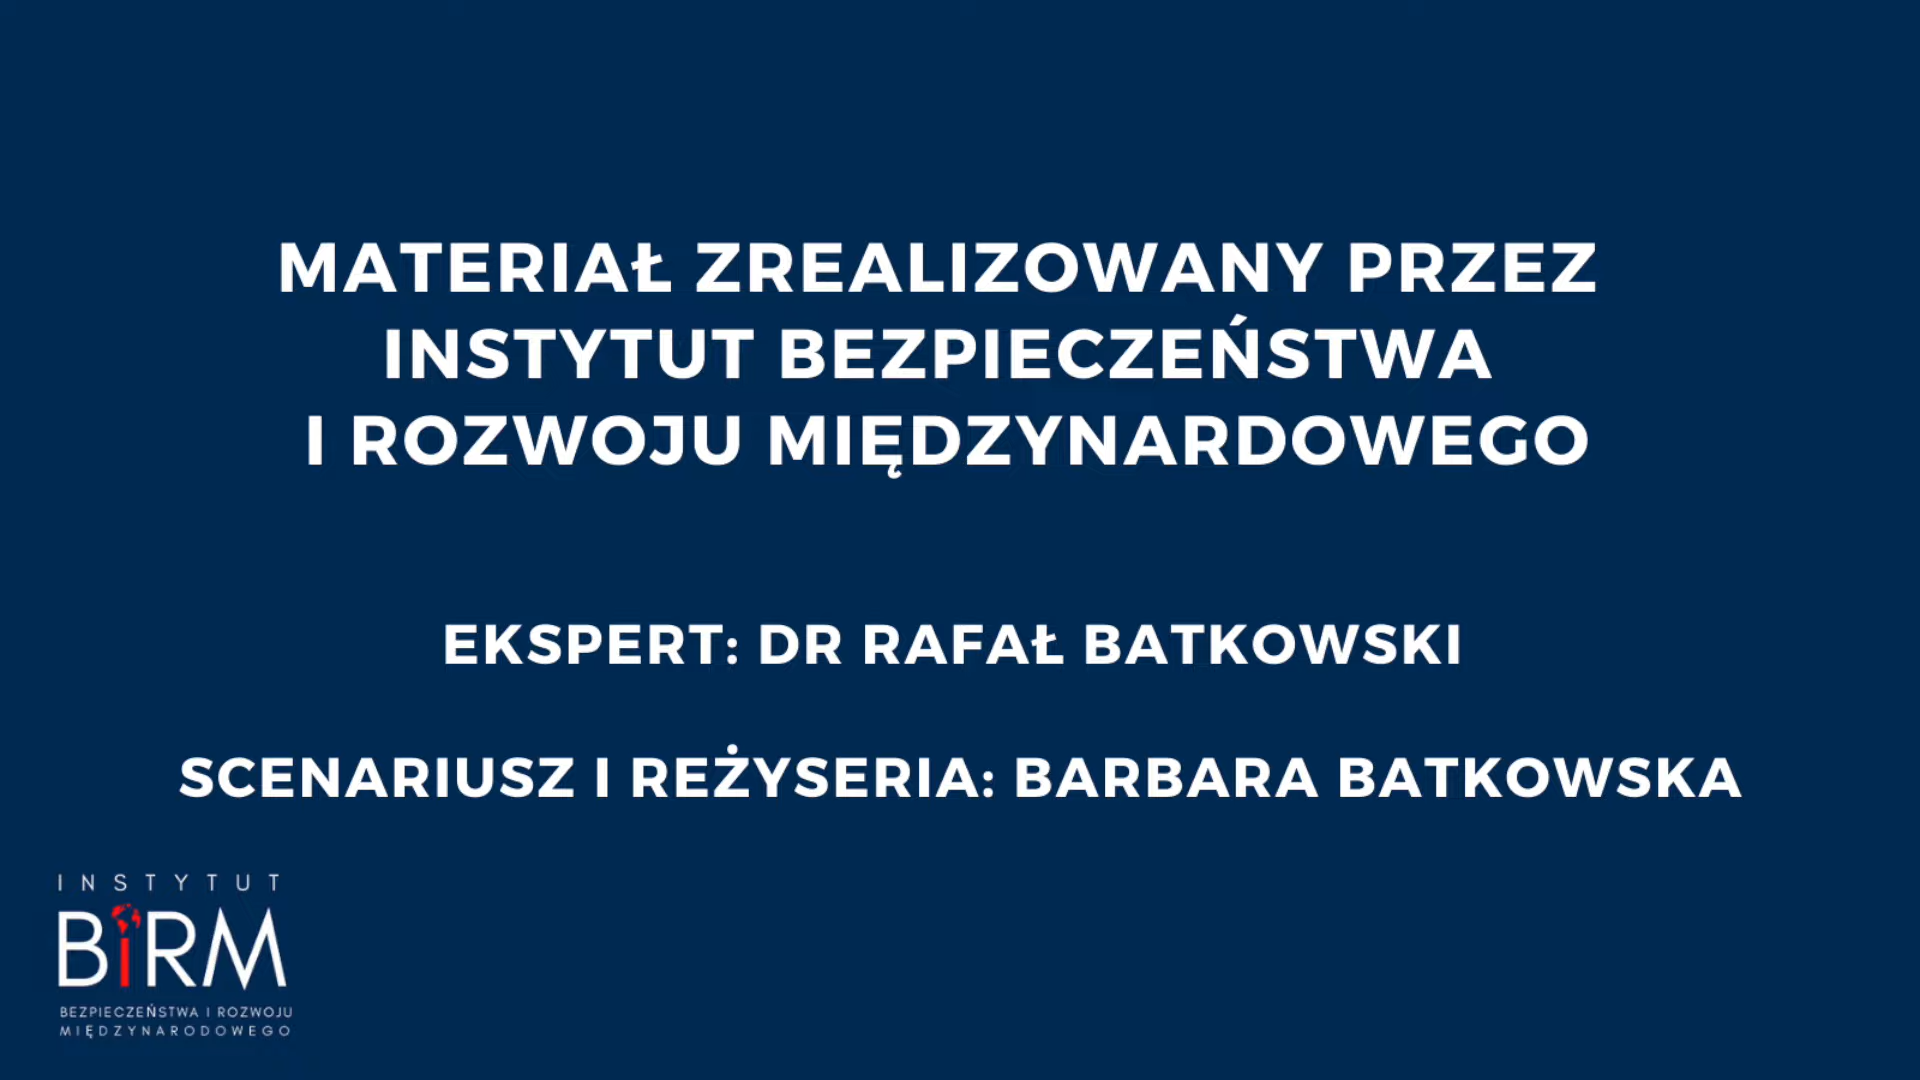 MATERIAŁ ZREALIZOWANY PRZEZ
INSTYTUT BEZPIECZEŃSTWA
I ROZWOJU MIĘDZYNARDOWEGO
EKSPERT: DR RAFAŁ BATKOWSKI
SCENARIUSZ I REŻYSERIA: BARBARA BATKOWSKA
INSTYTUT
BiRM
BEZPIECZEŃSTWA I ROZWOJU
MIĘDZYNARODOWEGO